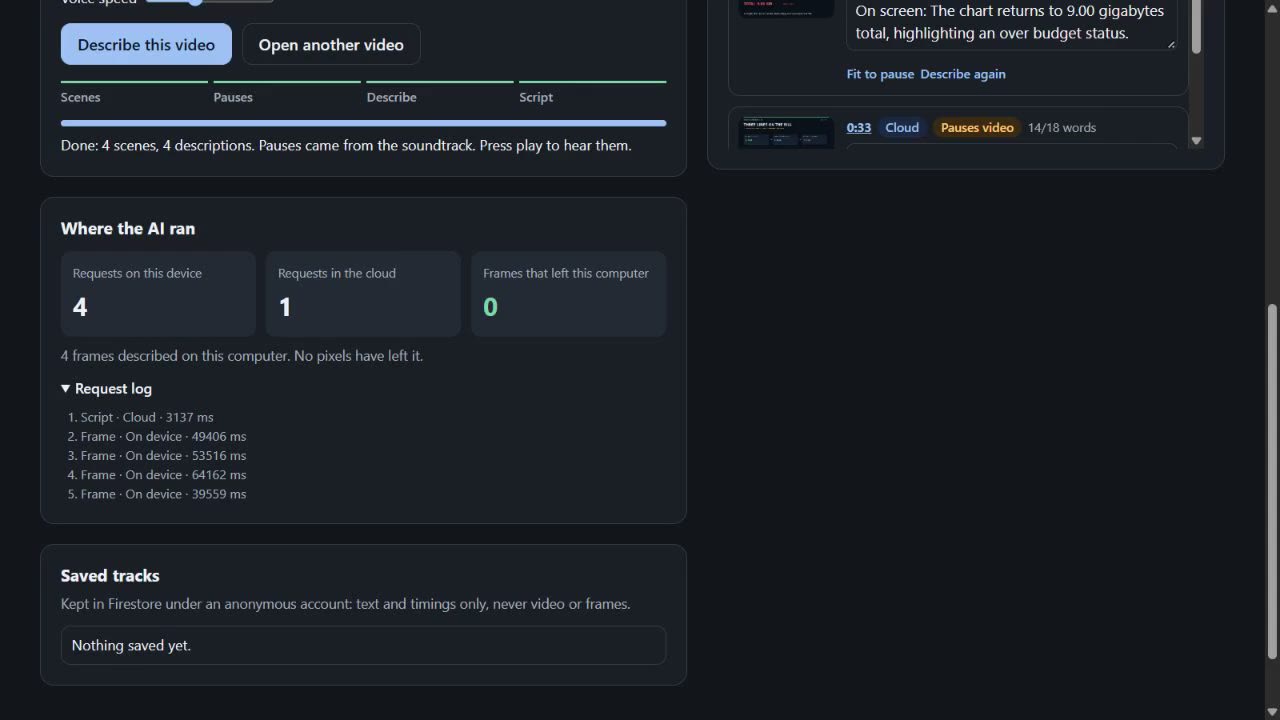 Voice speed
Describe this video
Open another video
Scenes
Pauses
Describe
Script
Done: 4 scenes, 4 descriptions. Pauses came from the soundtrack. Press play to hear them.
Where the AI ran
Requests on this device
4
Requests in the cloud
1
Frames that left this computer
0
4 frames described on this computer. No pixels have left it.
Request log
1. Script · Cloud · 3137 ms
2. Frame · On device · 49406 ms
3. Frame · On device · 53516 ms
4. Frame · On device · 64162 ms
5. Frame · On device · 39559 ms
Saved tracks
Kept in Firestore under an anonymous account: text and timings only, never video or frames.
Nothing saved yet.
On screen: The chart returns to 9.00 gigabytes
total, highlighting an over budget status.
Fit to pause Describe again
0:33 Cloud Pauses video 14/18 words